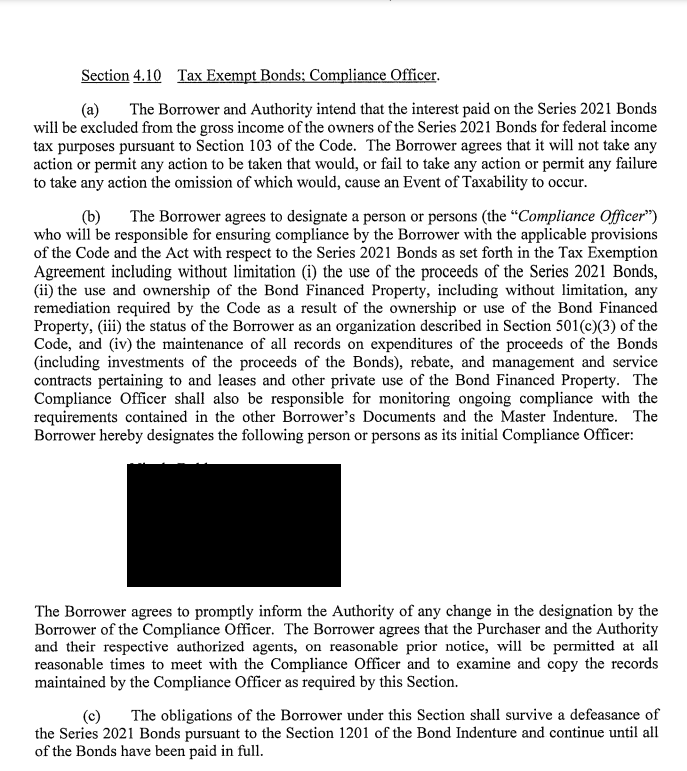 Section 4.10 Tax Exempt Bonds; Compliance Officer.
(a) The Borrower and Authority intend that the interest paid on the Series 2021 Bonds
will be excluded from the gross income of the owners of the Series 2021 Bonds for federal income
tax purposes pursuant to Section 103 of the Code. The Borrower agrees that it will not take any
action or permit any action to be taken that would, or fail to take any action or permit any failure
to take any action the omission of which would, cause an Event of Taxability to occur.
(b) The Borrower agrees to designate a person or persons (the “Compliance Officer”)
who will be responsible for ensuring compliance by the Borrower with the applicable provisions
of the Code and the Act with respect to the Series 2021 Bonds as set forth in the Tax Exemption
Agreement including without limitation (i) the use of the proceeds of the Series 2021 Bonds,
(ii) the use and ownership of the Bond Financed Property, including without limitation, any
remediation required by the Code as a result of the ownership or use of the Bond Financed
Property, (iii) the status of the Borrower as an organization described in Section 501(c)(3) of the
Code, and (iv) the maintenance of all records on expenditures of the proceeds of the Bonds
(including investments of the proceeds of the Bonds), rebate, and management and service
contracts pertaining to and leases and other private use of the Bond Financed Property. The
Compliance Officer shall also be responsible for monitoring ongoing compliance with the
requirements contained in the other Borrower’s Documents and the Master Indenture. The
Borrower hereby designates the following person or persons as its initial Compliance Officer:
The Borrower agrees to promptly inform the Authority of any change in the designation by the
Borrower of the Compliance Officer. The Borrower agrees that the Purchaser and the Authority
and their respective authorized agents, on reasonable prior notice, will be permitted at all
reasonable times to meet with the Compliance Officer and to examine and copy the records
maintained by the Compliance Officer as required by this Section.
(c) The obligations of the Borrower under this Section shall survive a defeasance of
the Series 2021 Bonds pursuant to the Section 1201 of the Bond Indenture and continue until all
of the Bonds have been paid in full.